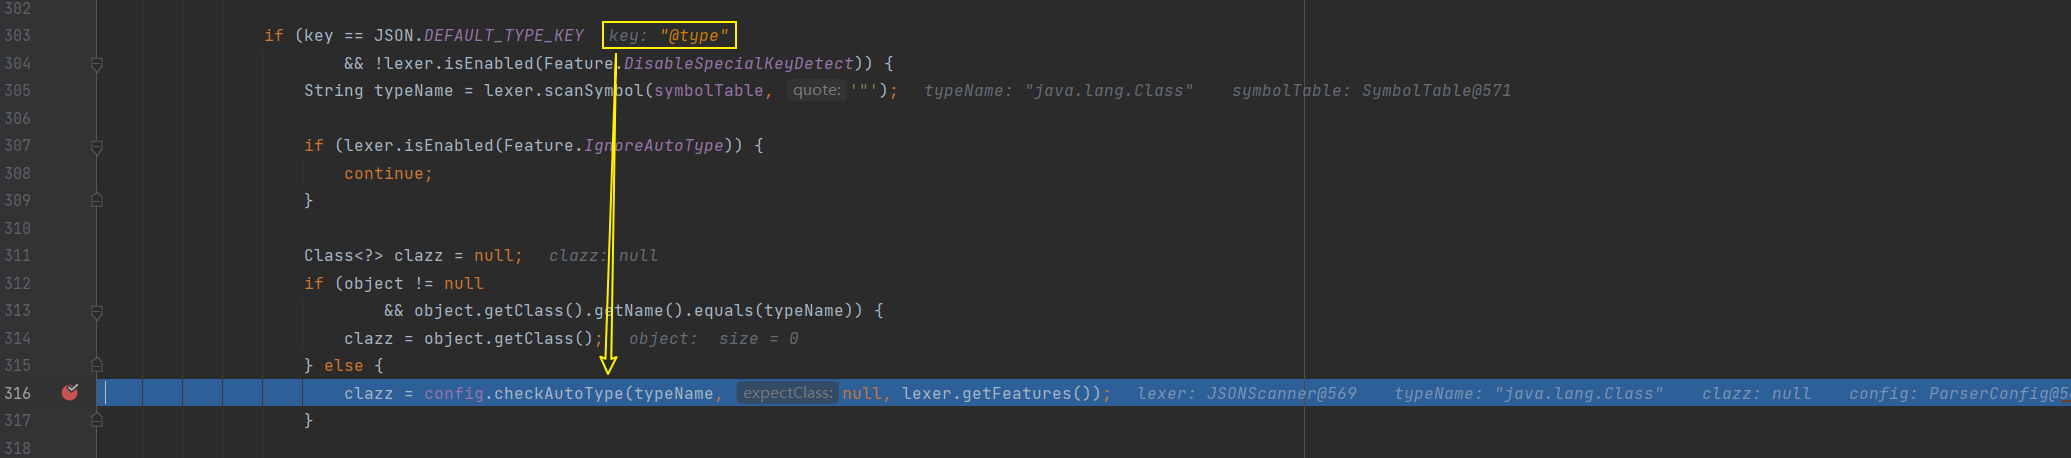 302
303 if (key == JSON.DEFAULT_TYPE_KEY key: "@type"
304 && !lexer.isEnabled(Feature.DisableSpecialKeyDetect)) {
305 String typeName = lexer.scanSymbol(symbolTable, quote: '"'); typeName: "java.lang.Class" symbolTable: SymbolTable@571
306
307 if (lexer.isEnabled(Feature.IgnoreAutoType)) {
308 continue;
309 }
310
311 Class<?> clazz = null; clazz: null
312 if (object != null
313 && object.getClass().getName().equals(typeName)) {
314 clazz = object.getClass(); object: size = 0
315 } else {
316 clazz = config.checkAutoType(typeName, expectClass: null, lexer.getFeatures()); lexer: JSONScanner@569 typeName: "java.lang.Class" clazz: null config:
317 }
318